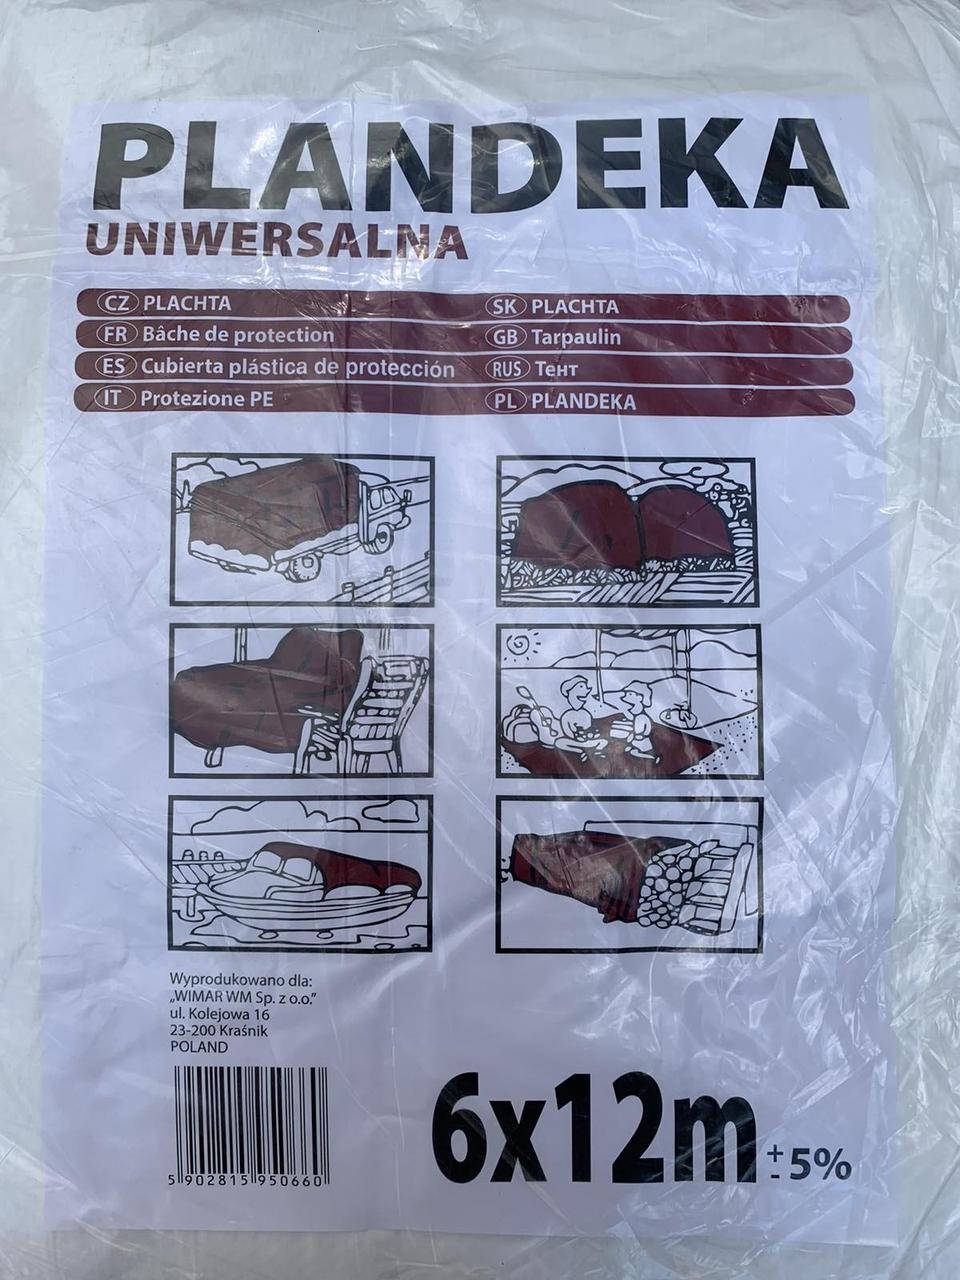 PLANDEKA
UNIWERSALNA
CZ PLACHTA
SK PLACHTA
FR Bâche de protection
GB Tarpaulin
ES Cubierta plástica de protección
RUS Тент
IT Protezione PE
PL PLANDEKA
Wyprodukowano dla:
„WIMAR WM Sp. z o.o.”
ul. Kolejowa 16
23-200 Kraśnik
POLAND
5 902815 950660
6x12m +- 5%